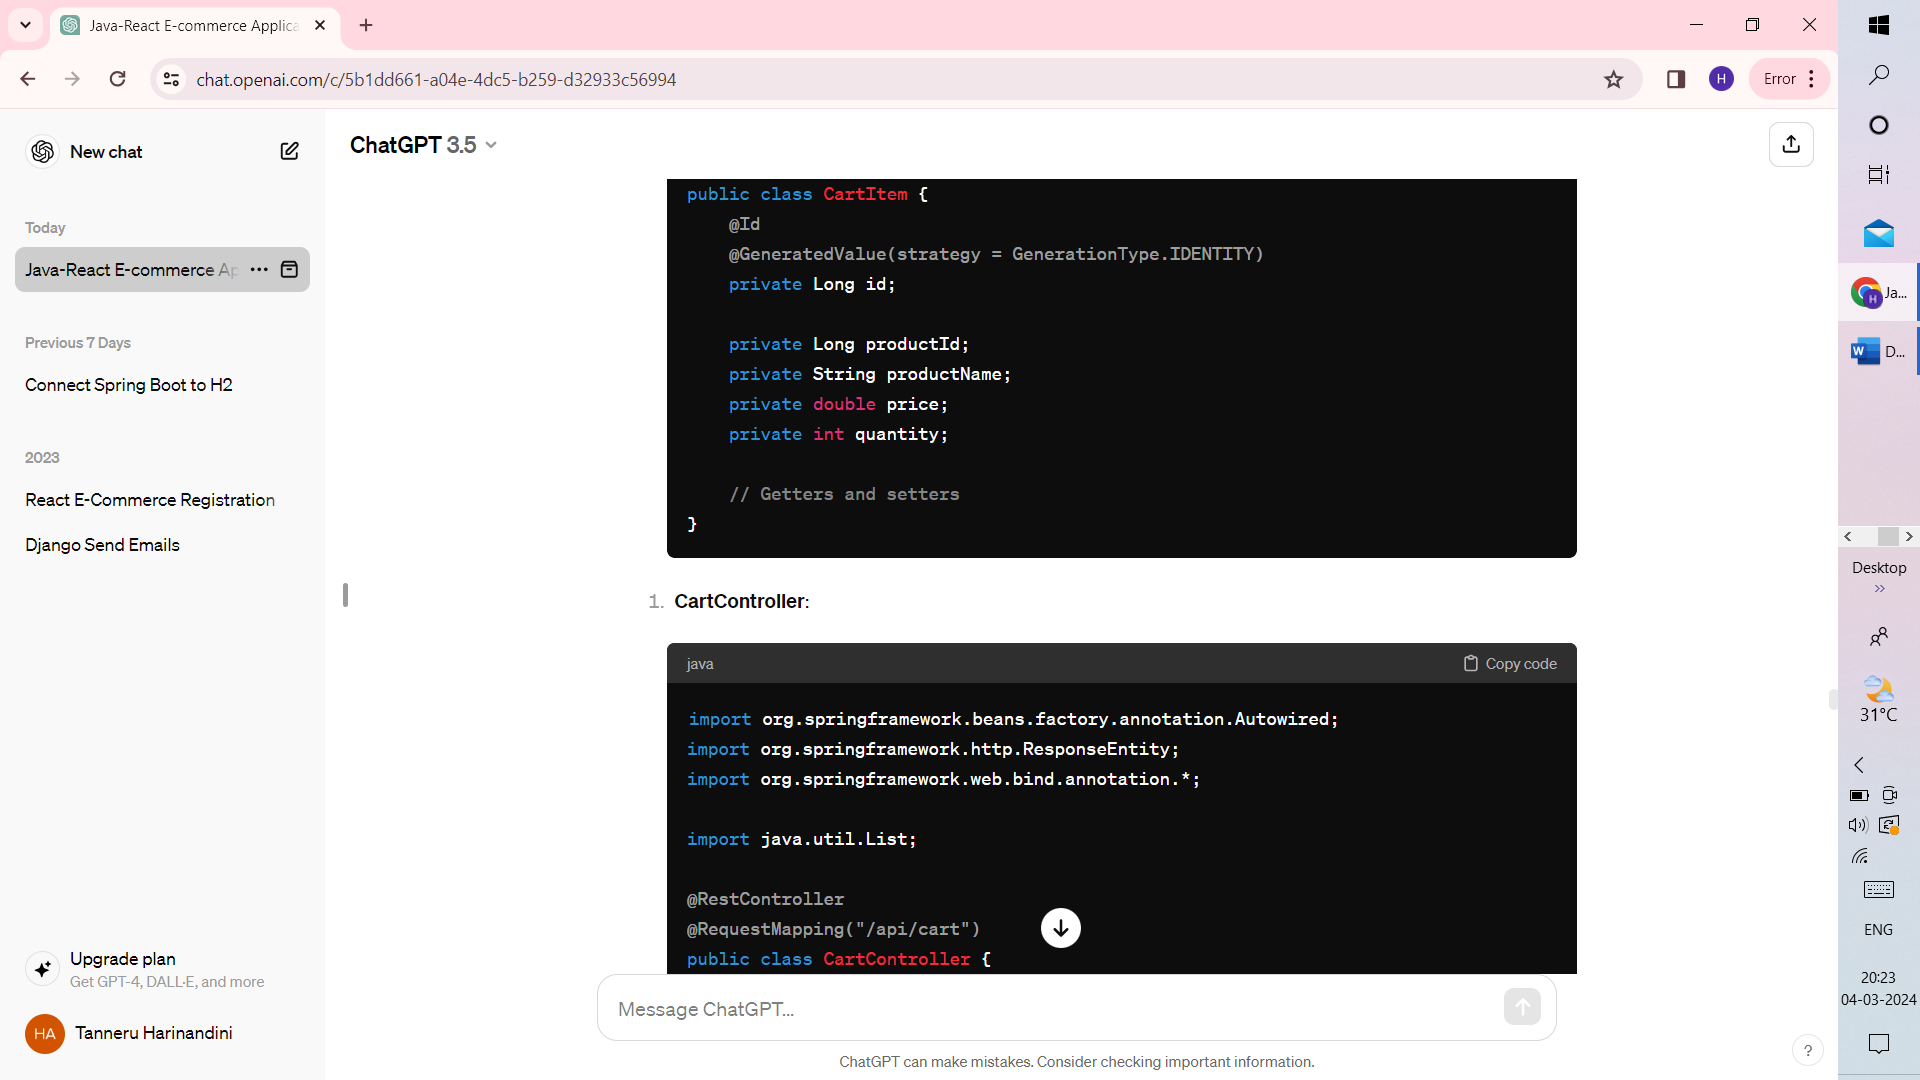 Java-React E-commerce Applica
chat.openai.com/c/5b1dd661-a04e-4dc5-b259-d32933c56994
H
Error
New chat
Today
Java-React E-commerce Ap
Previous 7 Days
Connect Spring Boot to H2
2023
React E-Commerce Registration
Django Send Emails
Upgrade plan
Get GPT-4, DALL·E, and more
HA
Tanneru Harinandini
ChatGPT 3.5
public class CartItem {
@Id
@GeneratedValue(strategy = GenerationType.IDENTITY)
private Long id;
private Long productId;
private String productName;
private double price;
private int quantity;
// Getters and setters
}
1. CartController:
java
Copy code
import org.springframework.beans.factory.annotation.Autowired;
import org.springframework.http.ResponseEntity;
import org.springframework.web.bind.annotation.*;
import java.util.List;
@RestController
@RequestMapping("/api/cart")
public class CartController {
Message ChatGPT...
ChatGPT can make mistakes. Consider checking important information.
?
H
Ja...
W
D...
Desktop
31°C
ENG
20:23
04-03-2024